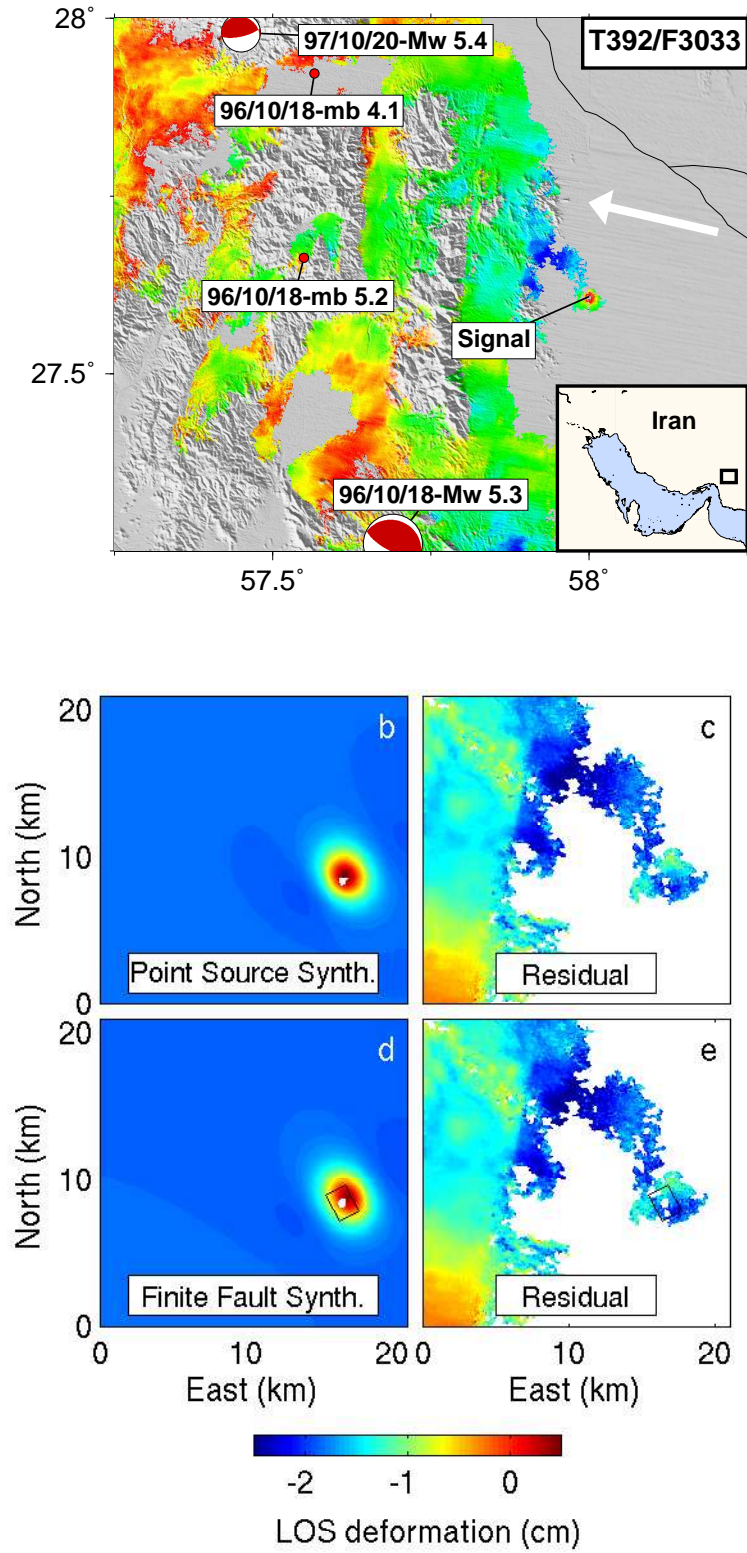 28˚
97/10/20-Mw 5.4
T392/F3033
96/10/18-mb 4.1
96/10/18-mb 5.2
Signal
27.5˚
Iran
96/10/18-Mw 5.3
57.5˚
58˚
20
b
c
North (km)
10
Point Source Synth.
Residual
0
20
d
e
North (km)
10
Finite Fault Synth.
Residual
0
0
10
20
0
10
20
East (km)
East (km)
-2
-1
0
LOS deformation (cm)